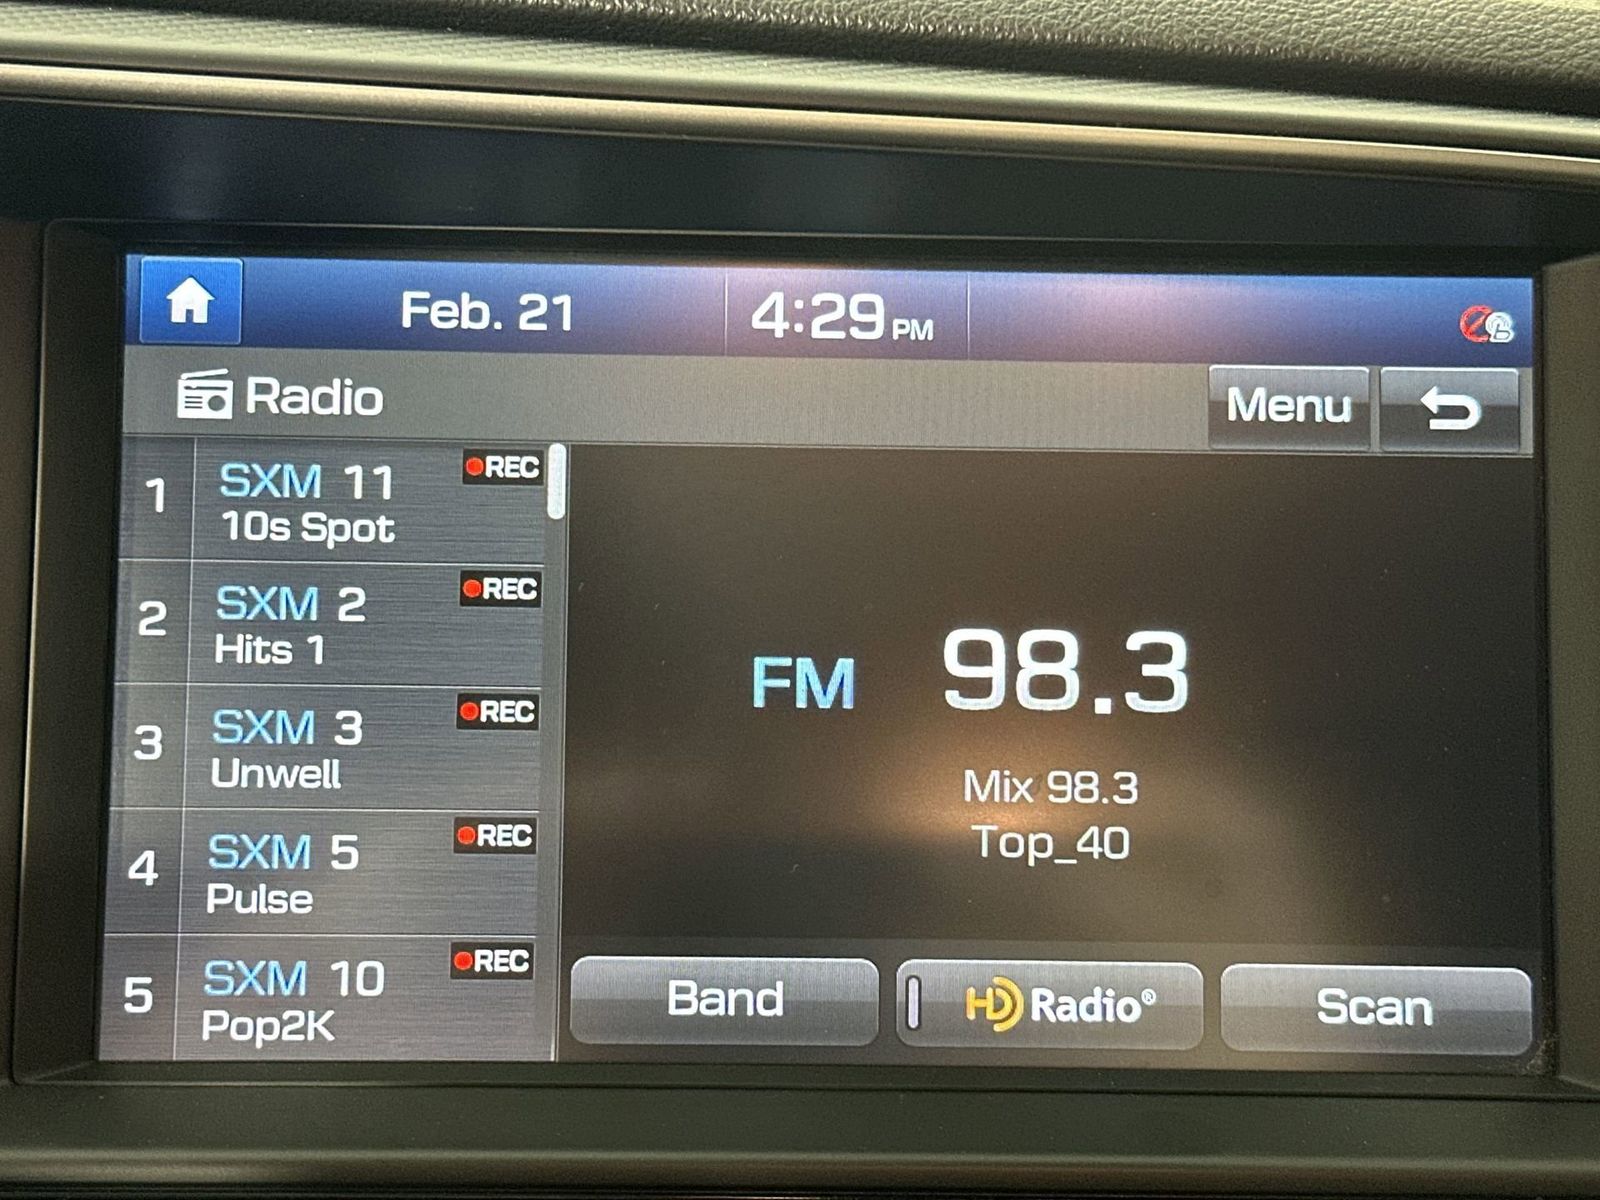 Feb. 21
4:29 PM
Radio
Menu
1
SXM 11
REC
10s Spot
2
SXM 2
REC
Hits 1
3
SXM 3
REC
Unwell
4
SXM 5
REC
Pulse
5
SXM 10
REC
Pop2K
FM 98.3
Mix 98.3
Top_40
Band
HD Radio®
Scan